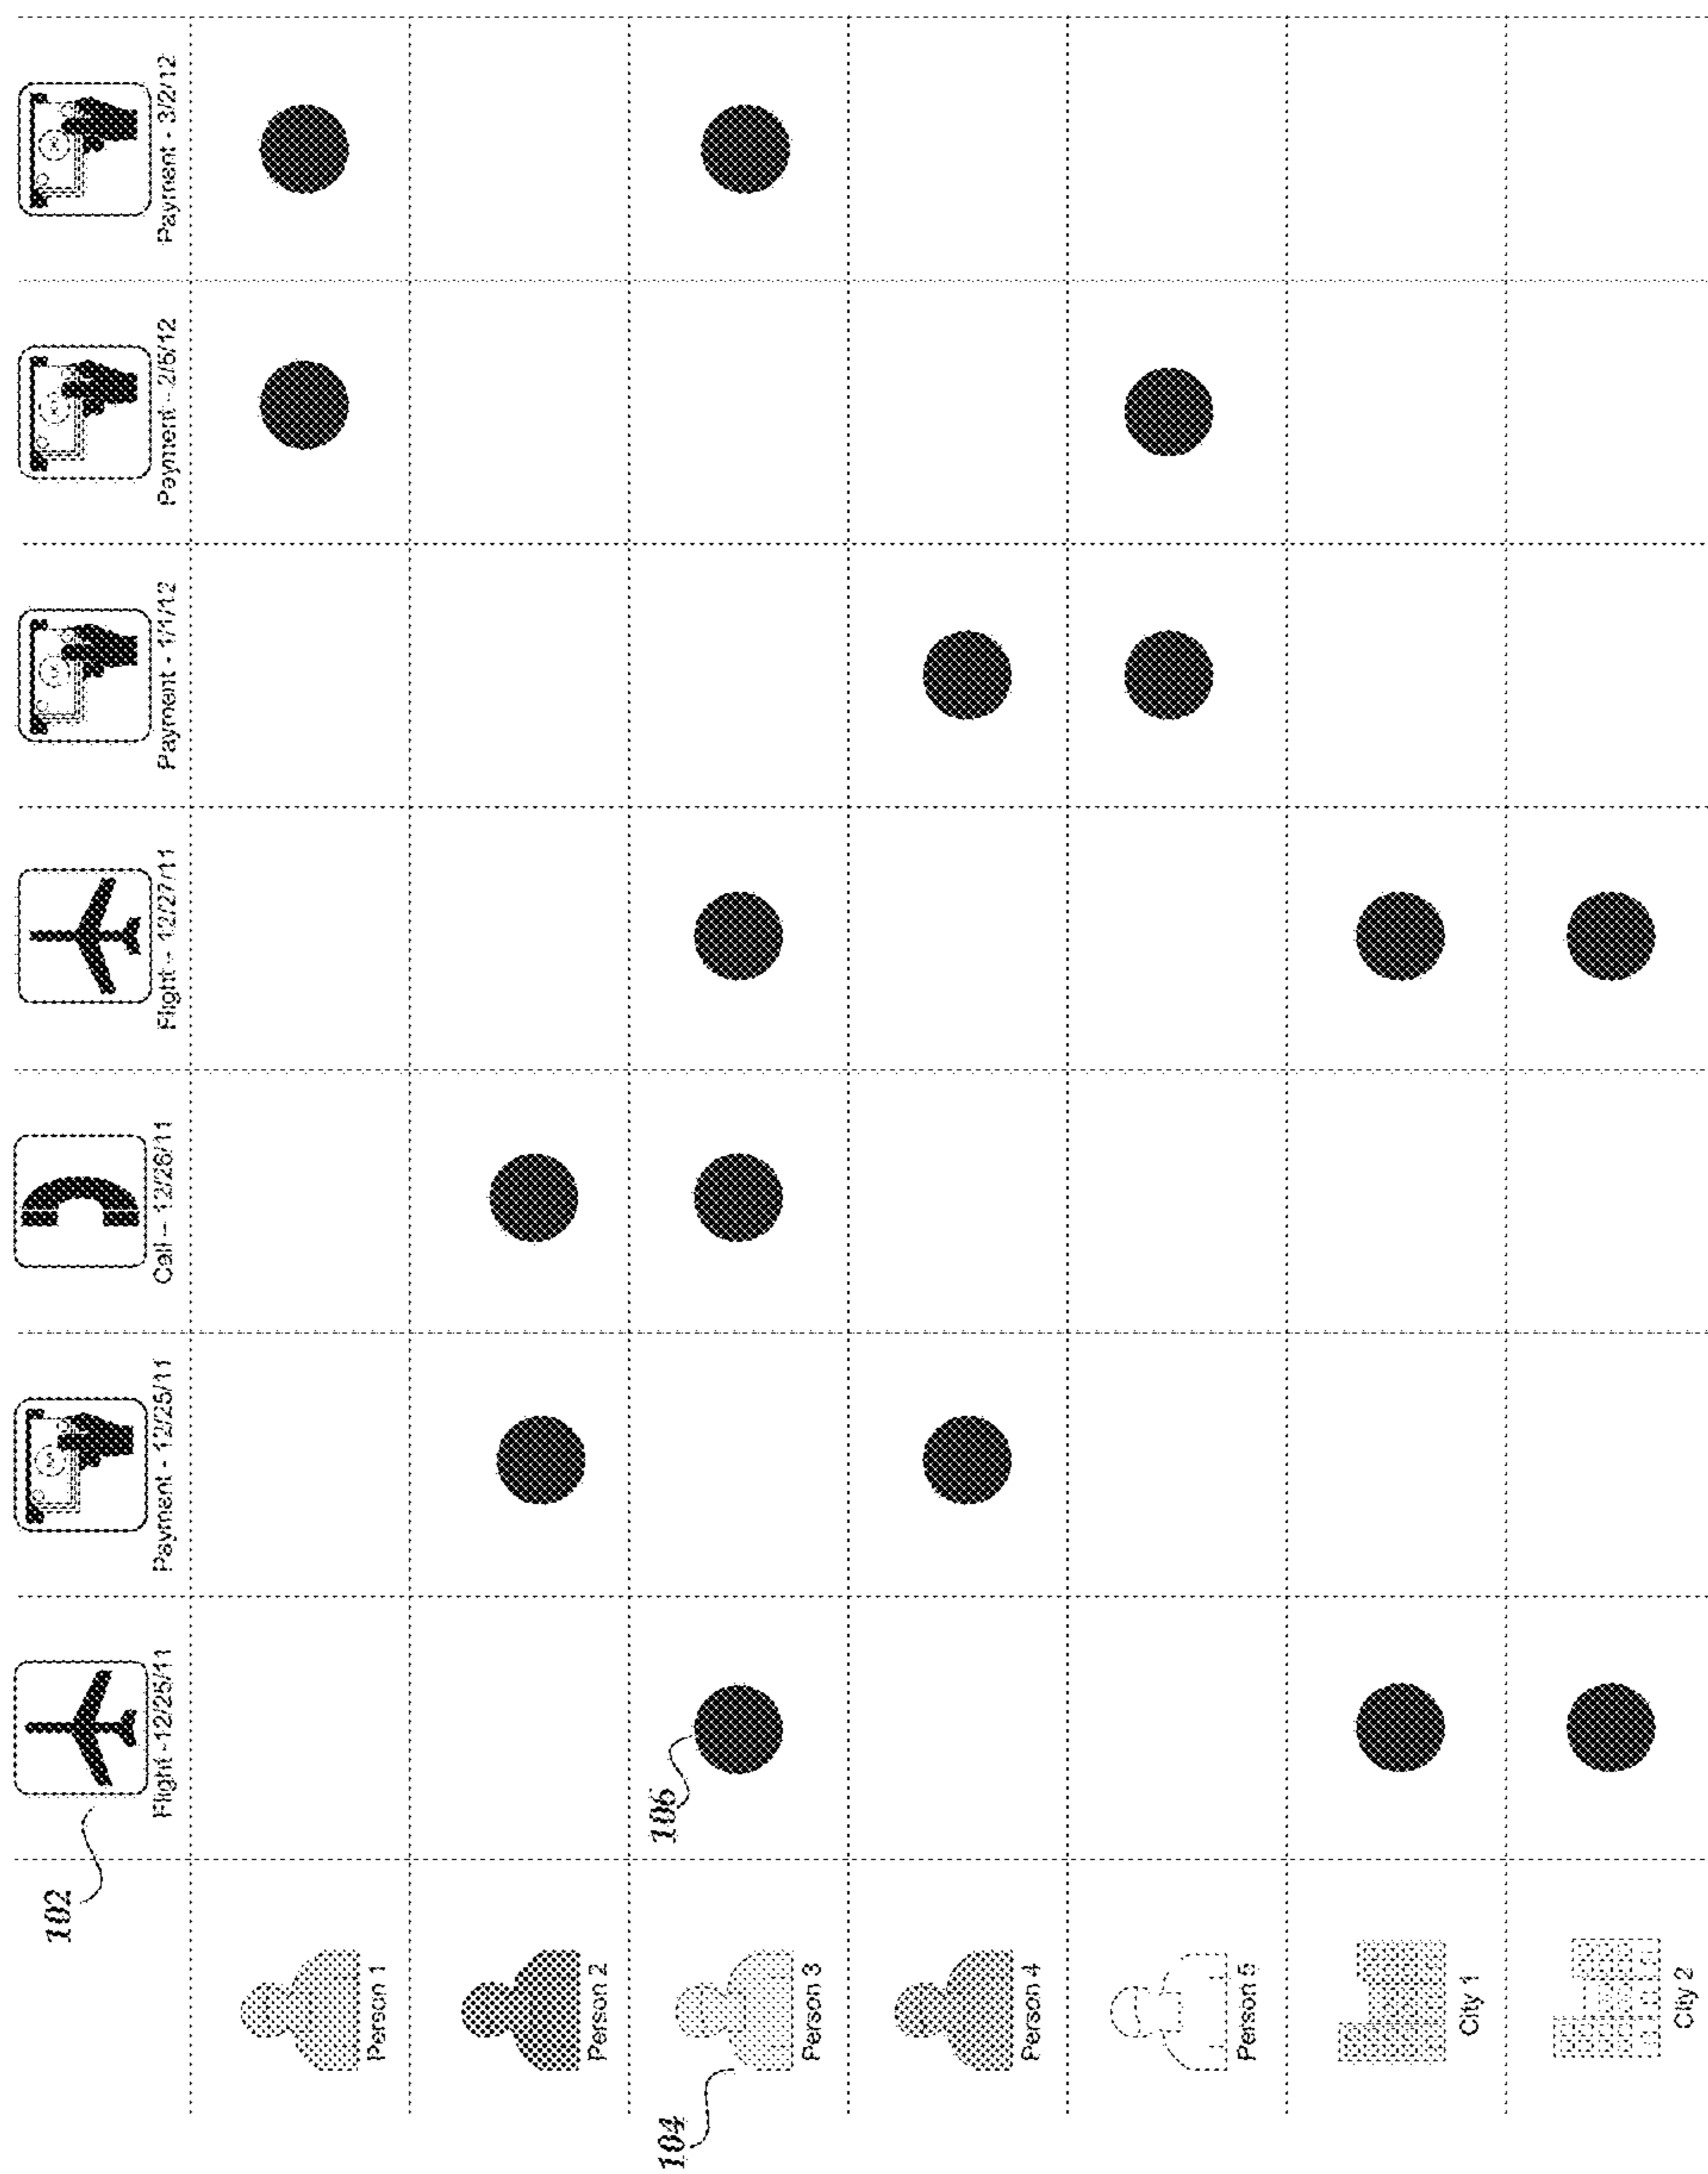 102
Flight -12/25/11
Payment - 12/25/11
Call – 12/26/11
Flight – 12/27/11
Payment - 1/1/12
Payment - 2/5/12
Payment - 3/2/12
Person 1
Person 2
104
Person 3
106
Person 4
Person 5
City 1
City 2